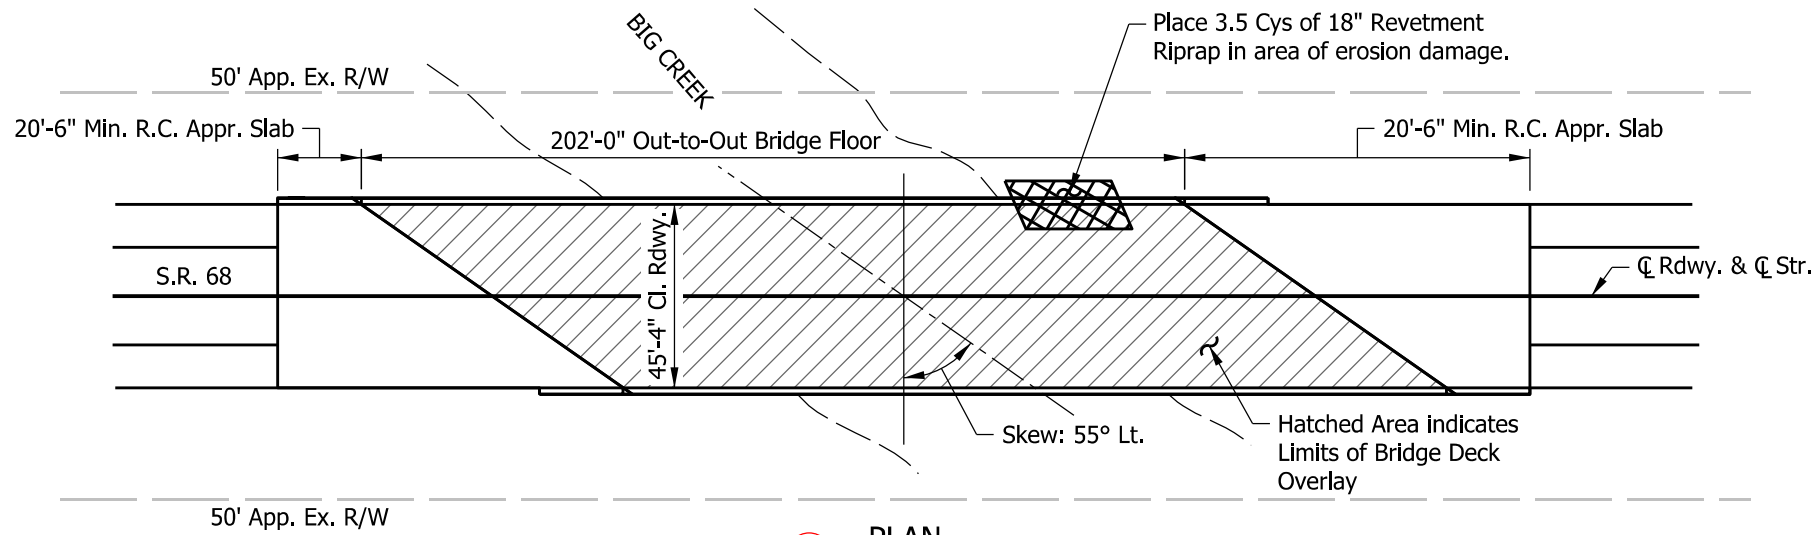 BIG CREEK
Place 3.5 Cys of 18" Revetment
Riprap in area of erosion damage.
50' App. Ex. R/W
20'-6" Min. R.C. Appr. Slab
202'-0" Out-to-Out Bridge Floor
20'-6" Min. R.C. Appr. Slab
S.R. 68
45'-4" Cl. Rdwy.
℄ Rdwy. & ℄ Str.
Skew: 55° Lt.
Hatched Area indicates
Limits of Bridge Deck
Overlay
50' App. Ex. R/W
PLAN